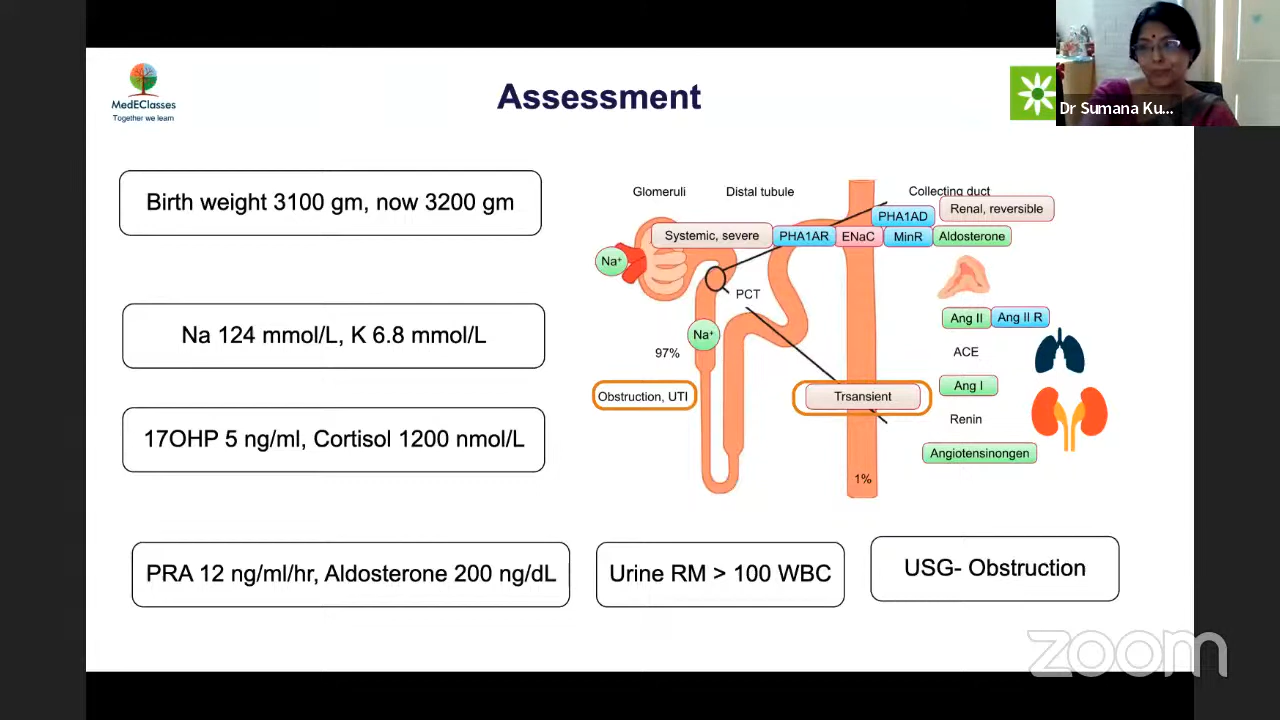 MedEClasses
Together we learn
Assessment
Dr Sumana Ku...
Birth weight 3100 gm, now 3200 gm
Na 124 mmol/L, K 6.8 mmol/L
17OHP 5 ng/ml, Cortisol 1200 nmol/L
PRA 12 ng/ml/hr, Aldosterone 200 ng/dL
Urine RM > 100 WBC
USG- Obstruction
Glomeruli
Distal tubule
Collecting duct
PHA1AD
Renal, reversible
Systemic, severe
PHA1AR
ENaC
MinR
Aldosterone
Na⁺
PCT
Na⁺
97%
Ang II
Ang II R
ACE
Obstruction, UTI
Trsansient
Ang I
Renin
Angiotensinongen
1%
zoom